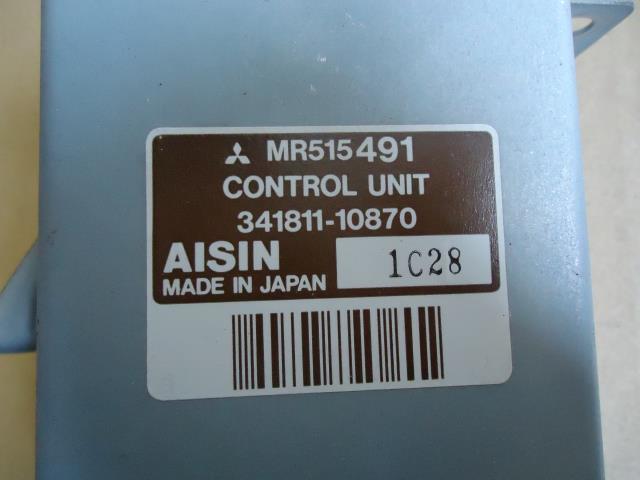 MR515491
CONTROL UNIT
341811-10870
AISIN
MADE IN JAPAN
1C28